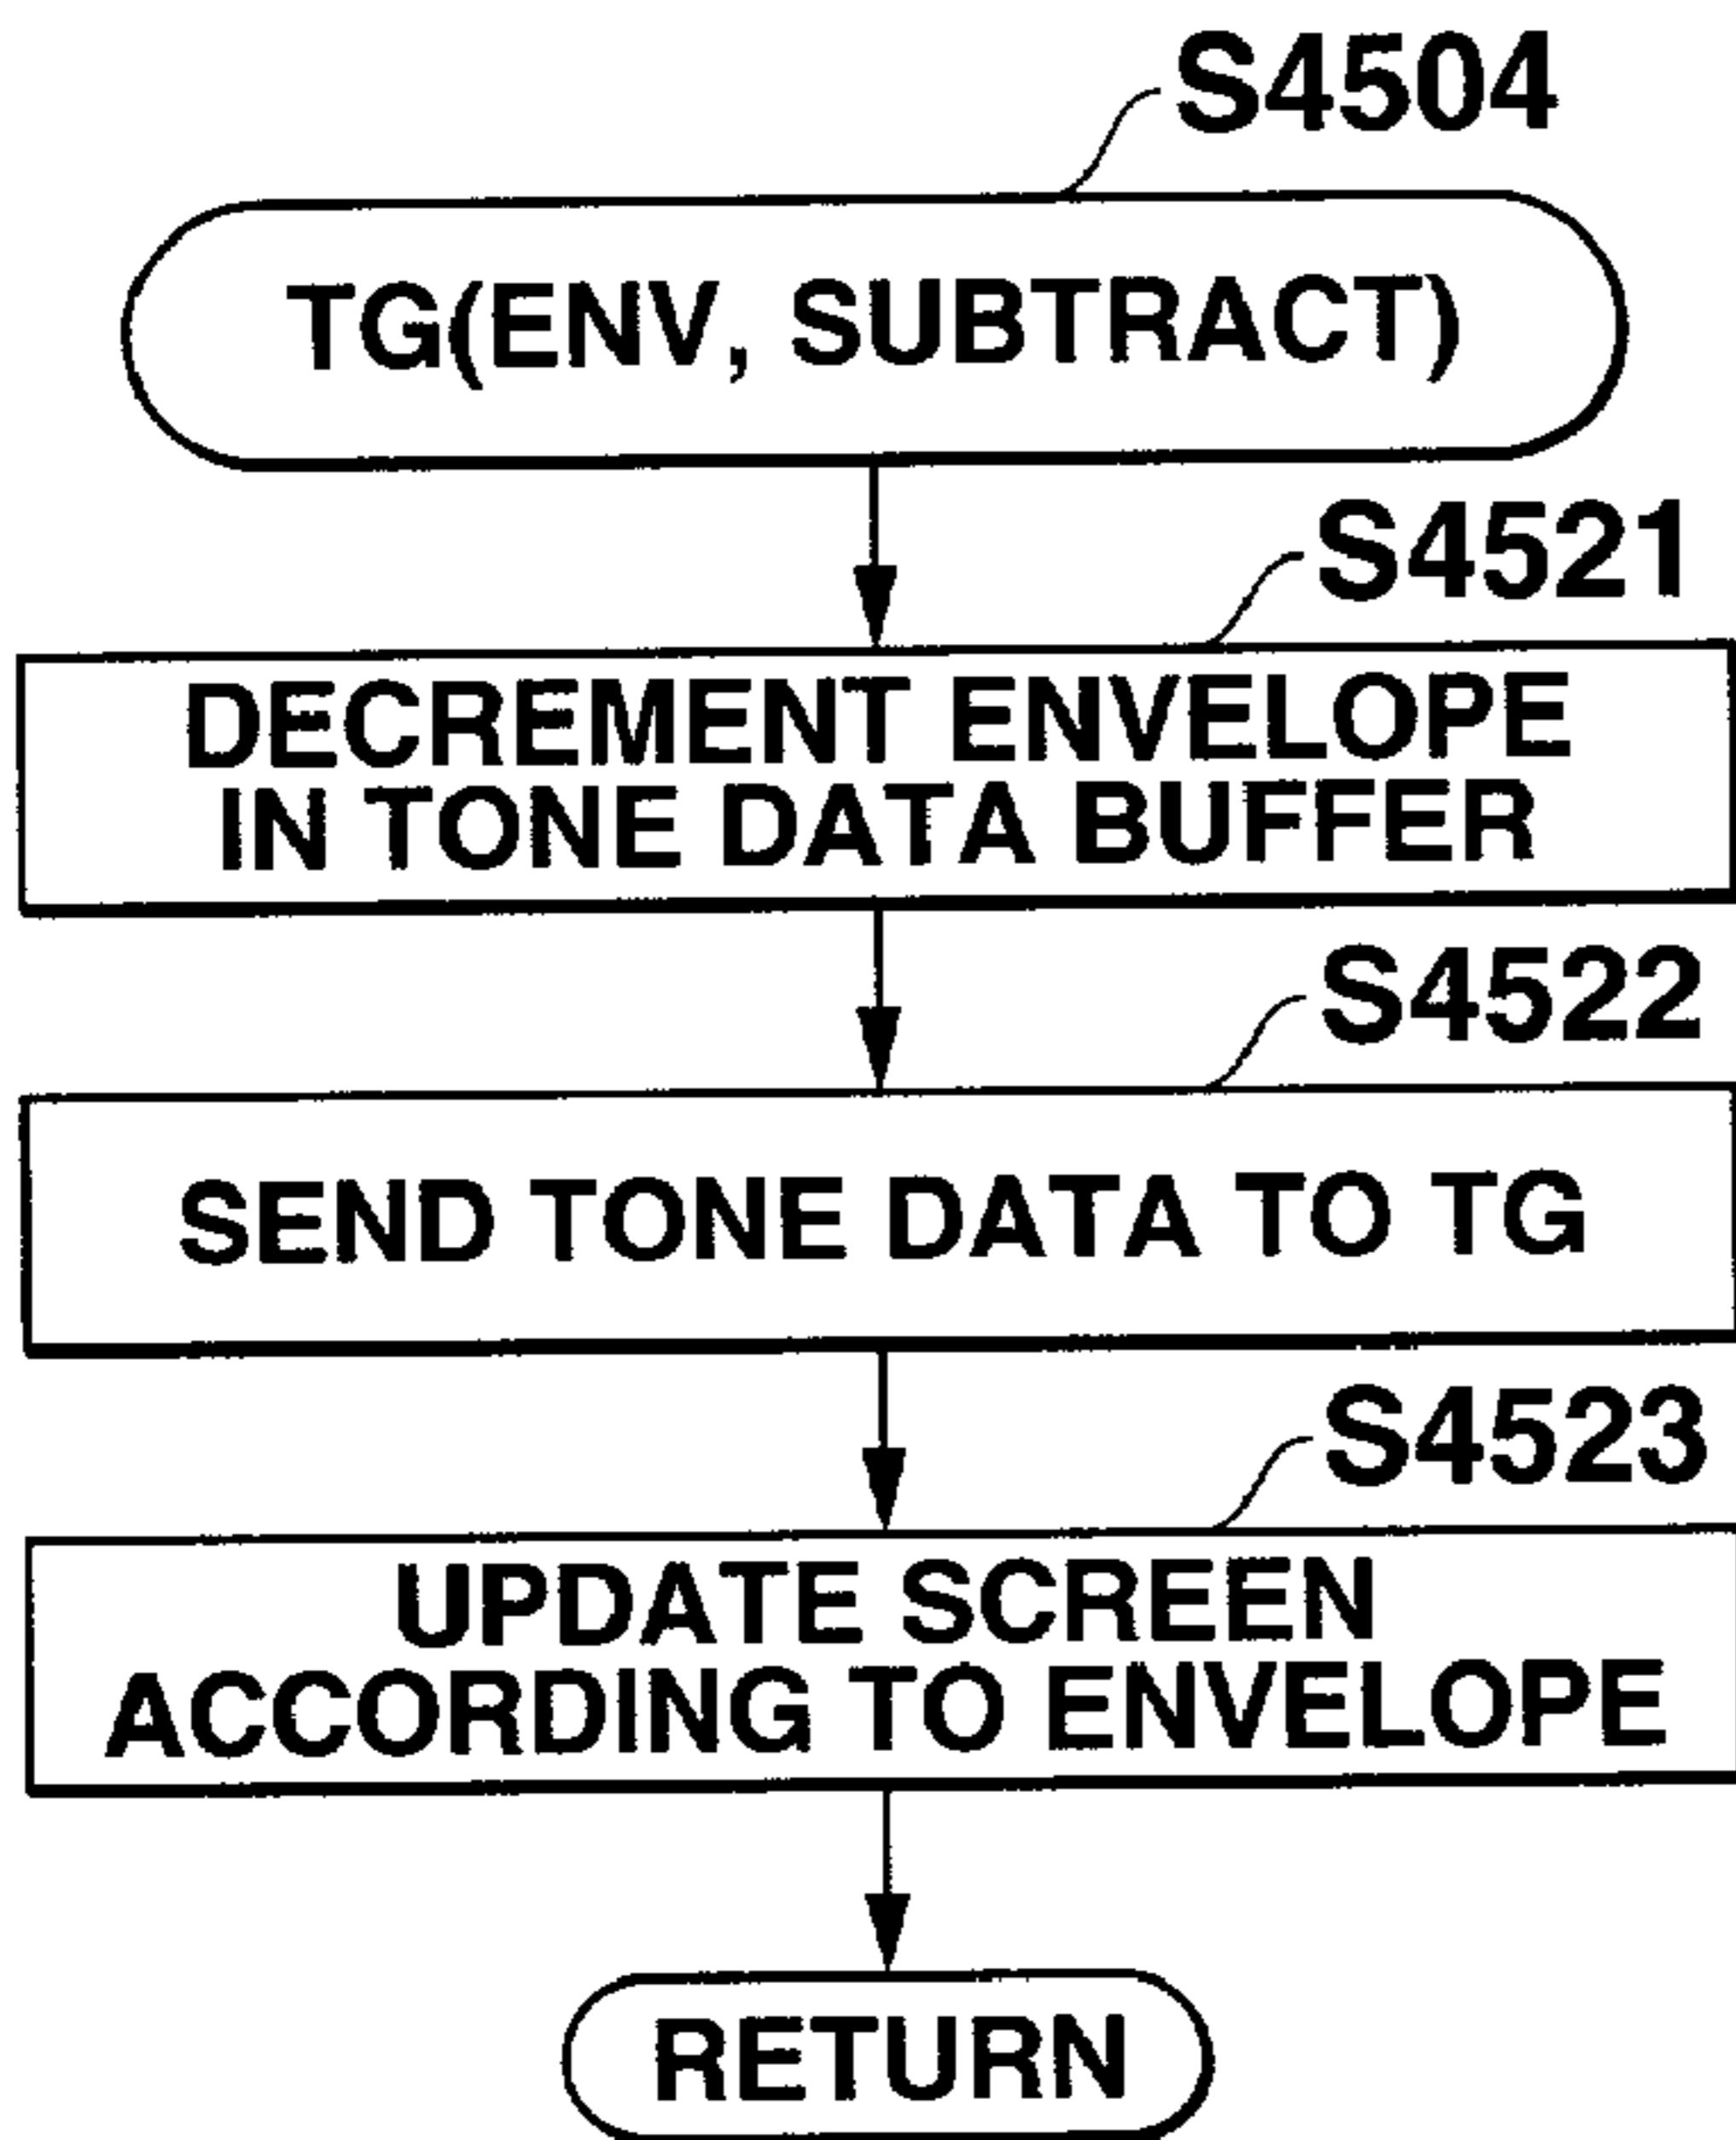 S4504
TG(ENV, SUBTRACT)
S4521
DECREMENT ENVELOPE
IN TONE DATA BUFFER
S4522
SEND TONE DATA TO TG
S4523
UPDATE SCREEN
ACCORDING TO ENVELOPE
RETURN